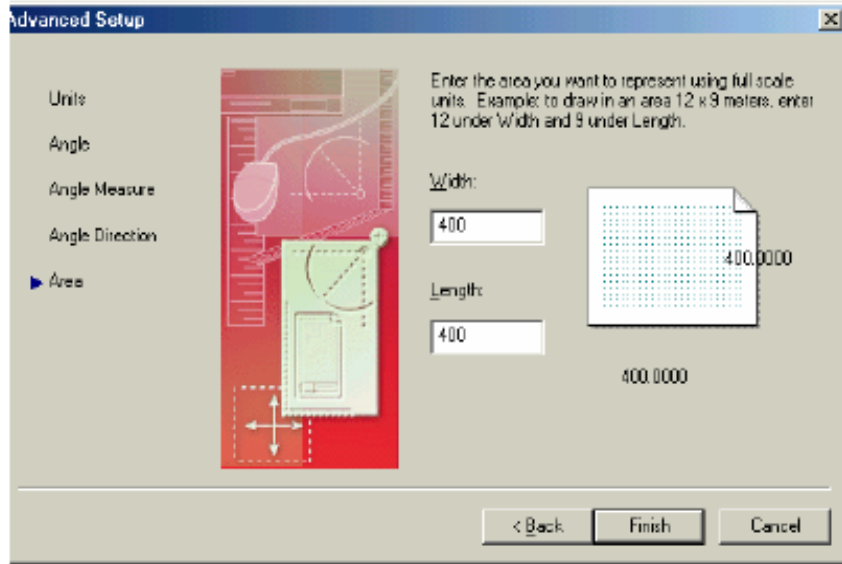 Advanced Setup
Units
Angle
Angle Measure
Angle Direction
Area
Enter the area you want to represent using full scale
units. Example: to draw in an area 12 x 9 meters, enter
12 under Width and 9 under Length.
Width:
400
Length:
400
400.0000
400.0000
< Back
Finish
Cancel